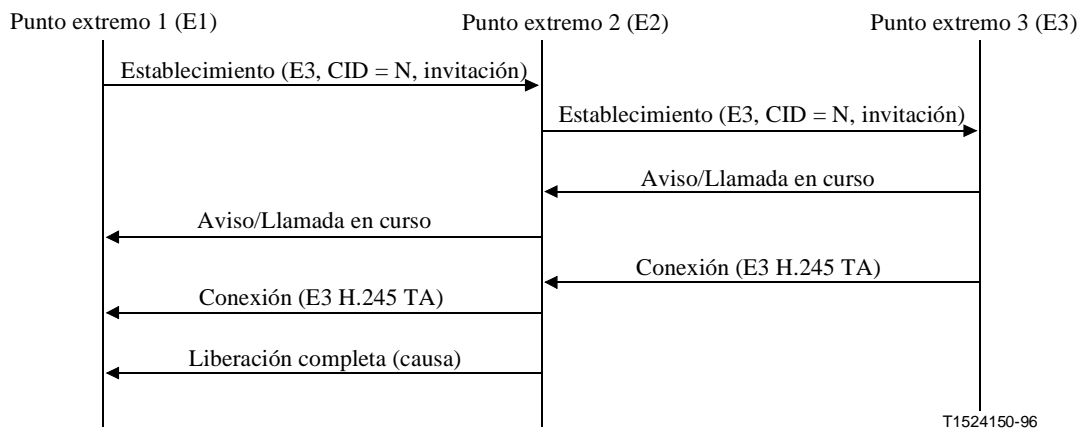 Punto extremo 1 (E1)
Punto extremo 2 (E2)
Punto extremo 3 (E3)
Establecimiento (E3, CID = N, invitación)
Establecimiento (E3, CID = N, invitación)
Aviso/Llamada en curso
Aviso/Llamada en curso
Conexión (E3 H.245 TA)
Conexión (E3 H.245 TA)
Liberación completa (causa)
T1524150-96